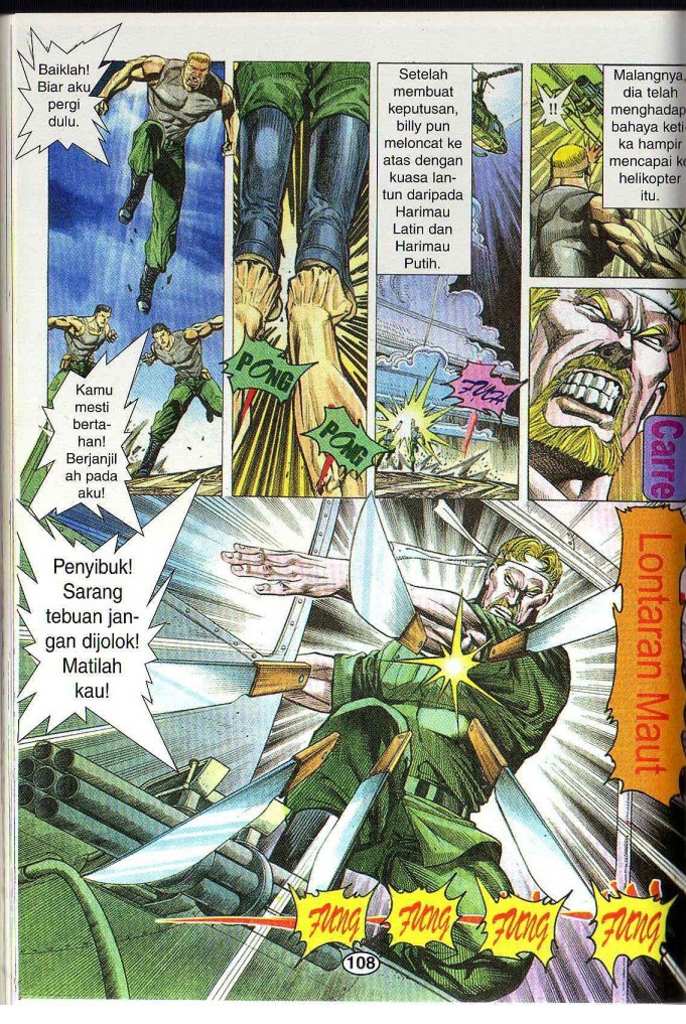 Baiklah!
Biar aku
pergi
dulu.
Kamu
mesti
berta-
han!
Berjanjil
ah pada
aku!
PONG
PONG
Setelah
membuat
keputusan,
billy pun
meloncat ke
atas dengan
kuasa lan-
tun daripada
Harimau
Latin dan
Harimau
Putih.
FUCH
!!
Malangnya,
dia telah
menghadap
bahaya keti-
ka hampir
mencapai ke
helikopter
itu.
Carre
Penyibuk!
Sarang
tebuan jan-
gan dijolok!
Matilah
kau!
Lontaran Maut
FUNG
FUNG
FUNG
FUNG
108